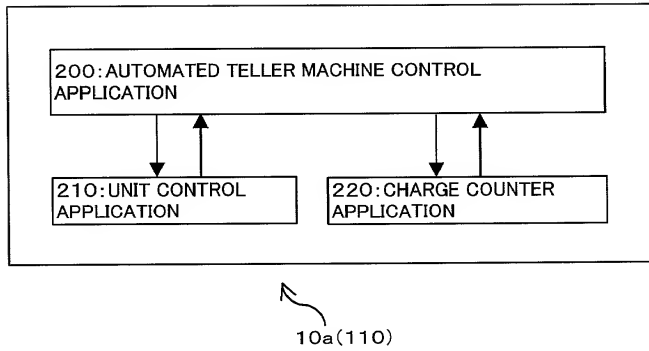 200:AUTOMATED TELLER MACHINE CONTROL
APPLICATION
210:UNIT CONTROL
APPLICATION
220:CHARGE COUNTER
APPLICATION
10a(110)